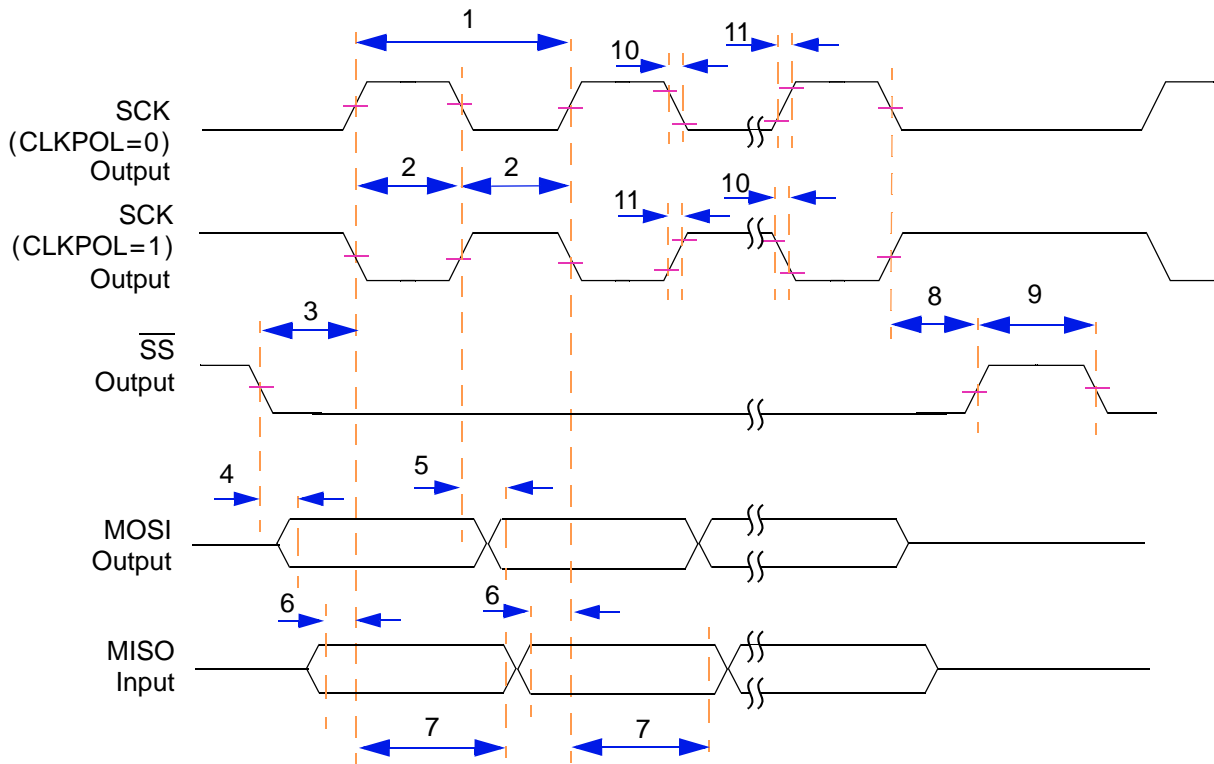 1
10
11
SCK
(CLKPOL=0)
Output
2
2
SCK
(CLKPOL=1)
Output
11
10
3
8
9
SS
Output
4
5
MOSI
Output
6
6
MISO
Input
7
7